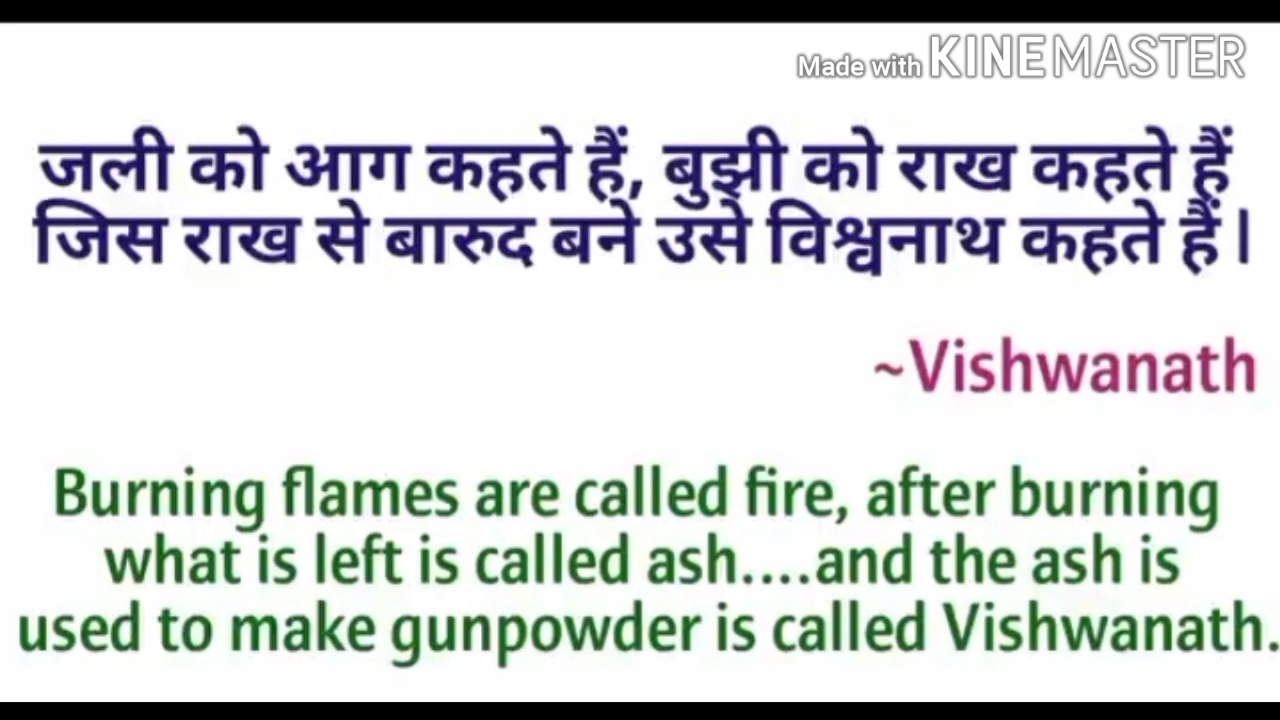 Made with KINEMASTER
जली को आग कहते हैं, बुझी को राख कहते हैं
जिस राख से बारुद बने उसे विश्वनाथ कहते हैं |
~Vishwanath
Burning flames are called fire, after burning
what is left is called ash....and the ash is
used to make gunpowder is called Vishwanath.